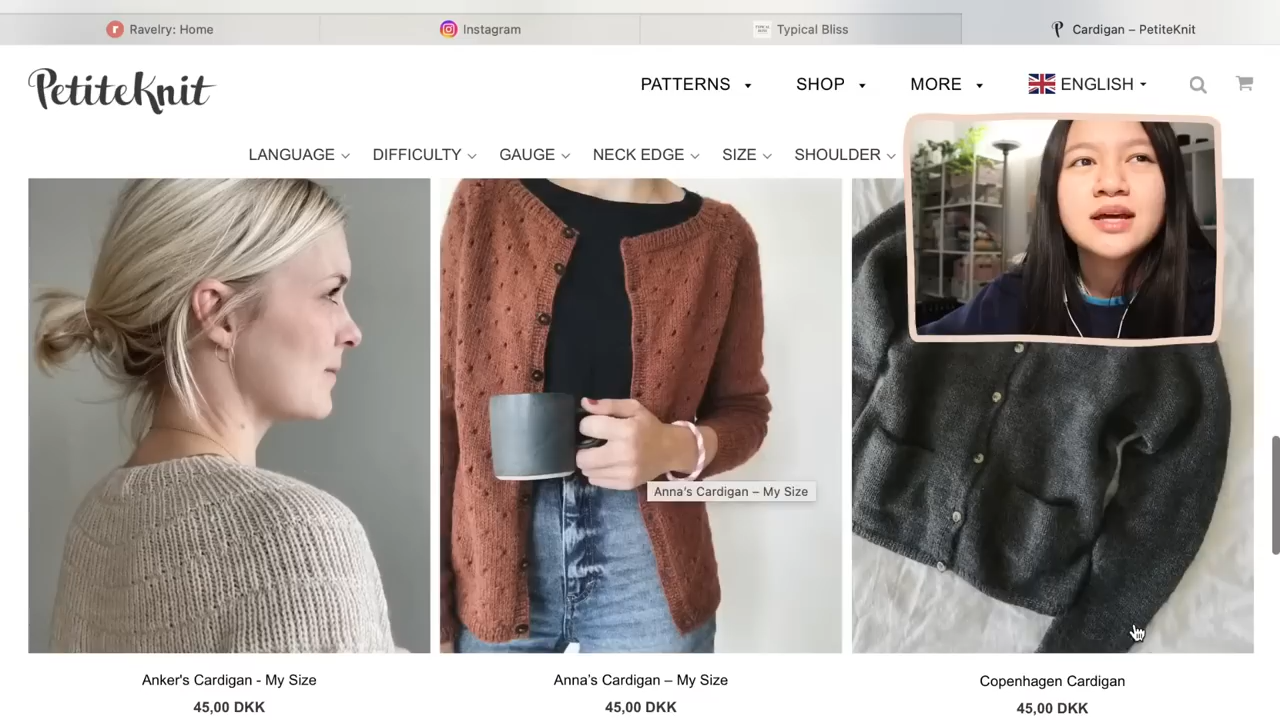 Ravelry: Home
Instagram
Typical Bliss
Cardigan – PetiteKnit
PetiteKnit
PATTERNS
SHOP
MORE
ENGLISH
LANGUAGE
DIFFICULTY
GAUGE
NECK EDGE
SIZE
SHOULDER
Anna's Cardigan – My Size
Anker's Cardigan - My Size
Anna's Cardigan – My Size
Copenhagen Cardigan
45,00 DKK
45,00 DKK
45,00 DKK